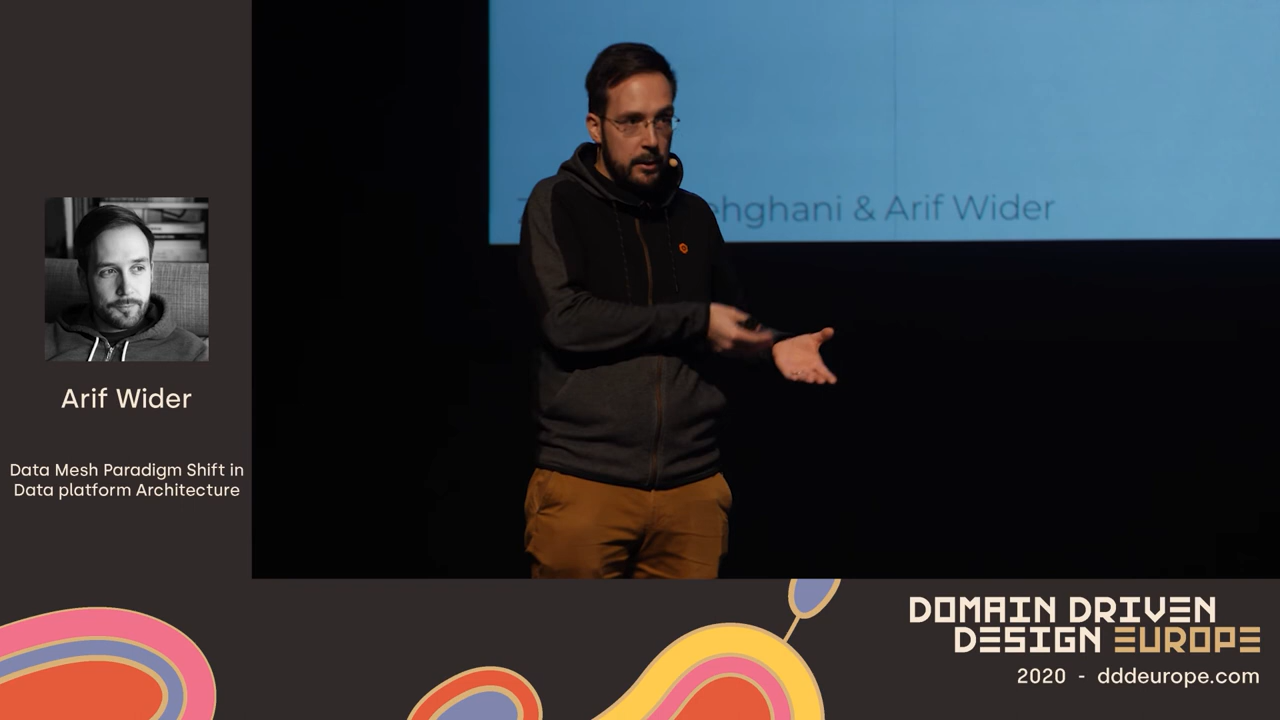 ehghani & Arif Wider
Arif Wider
Data Mesh Paradigm Shift in
Data platform Architecture
DOMAIN DRIVEN
DESIGN EUROPE
2020 - dddeurope.com